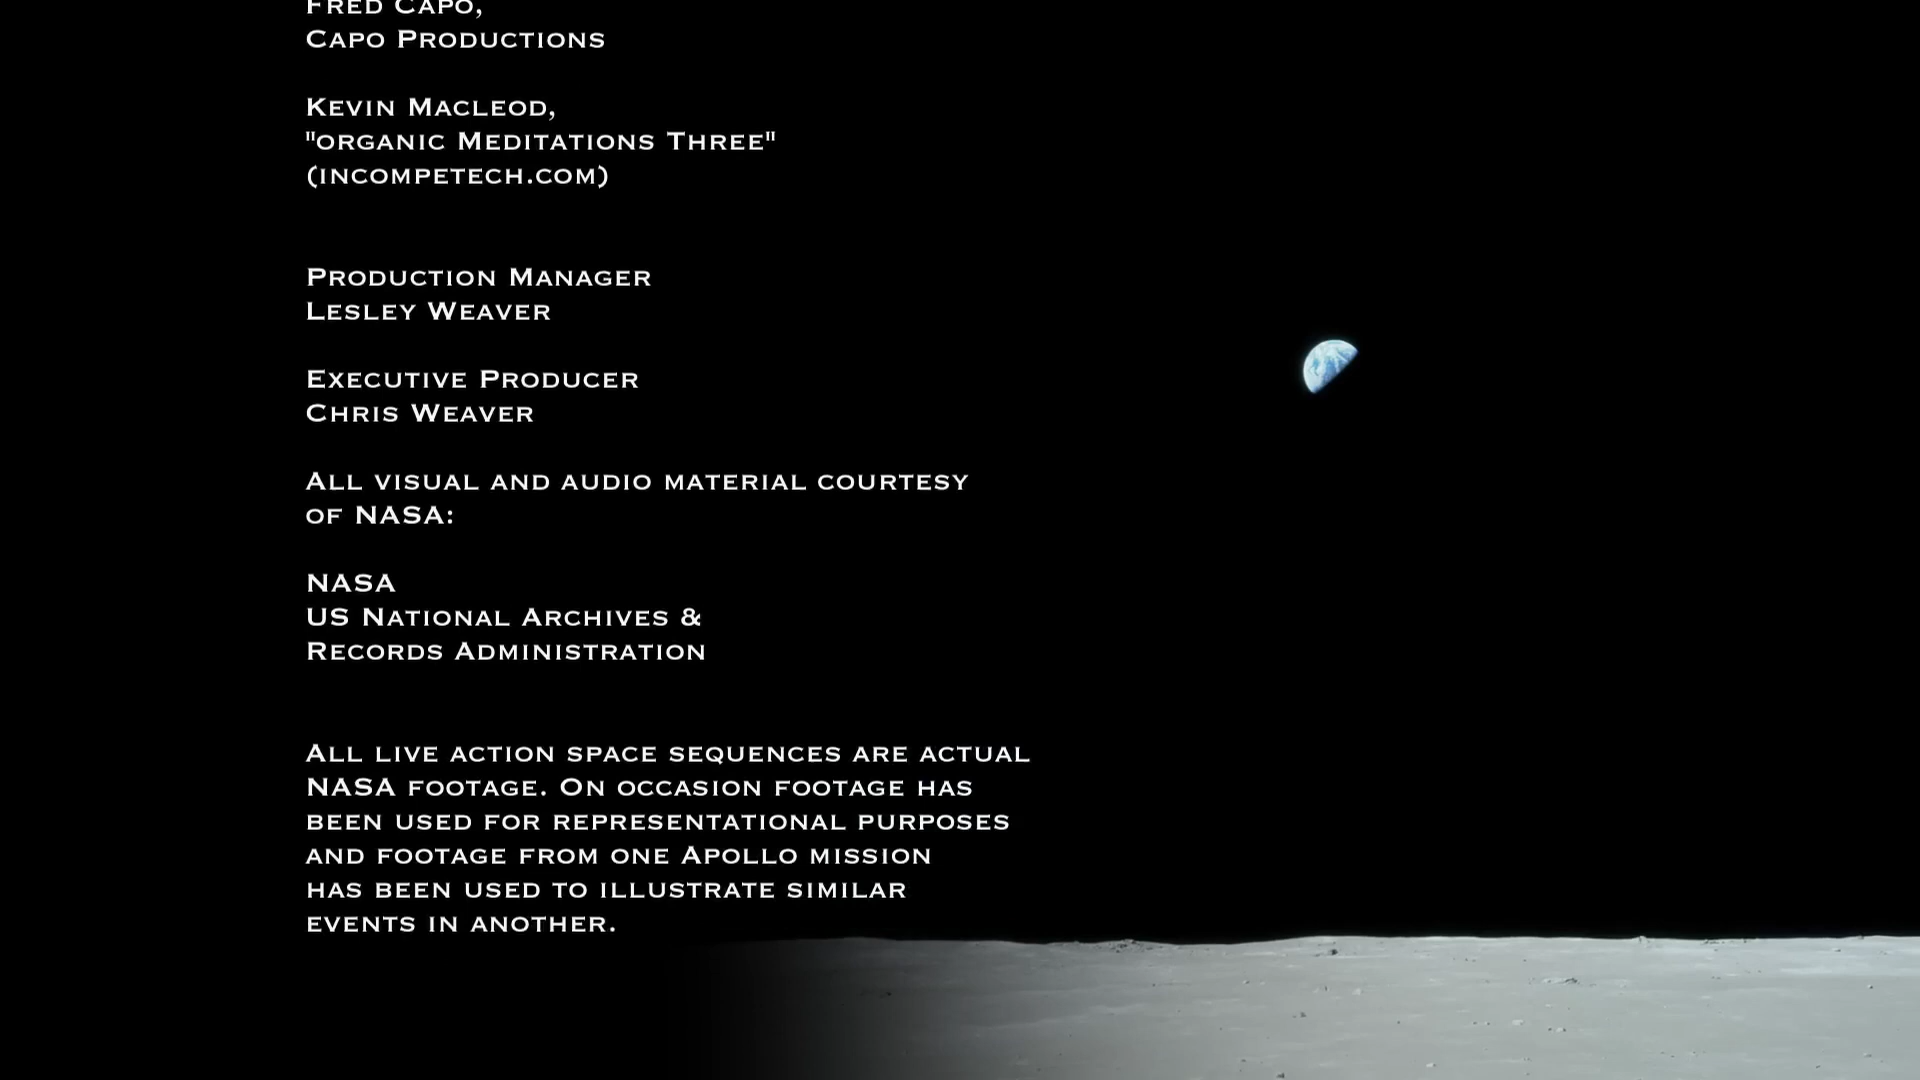 Fred Capo,
Capo Productions
Kevin Macleod,
"organic Meditations Three"
(incompetech.com)
Production Manager
Lesley Weaver
Executive Producer
Chris Weaver
All visual and audio material courtesy
of NASA:
NASA
US National Archives &
Records Administration
All live action space sequences are actual
NASA footage. On occasion footage has
been used for representational purposes
and footage from one Apollo mission
has been used to illustrate similar
events in another.